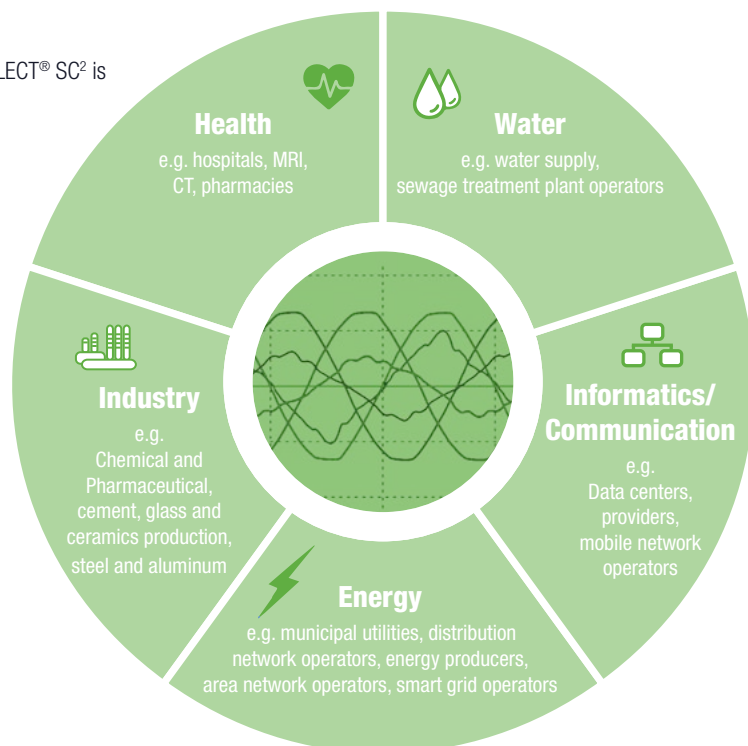 LECT® SC² is
Health
e.g. hospitals, MRI,
CT, pharmacies
Water
e.g. water supply,
sewage treatment plant operators
Industry
e.g.
Chemical and
Pharmaceutical,
cement, glass and
ceramics production,
steel and aluminum
Informatics/
Communication
e.g.
Data centers,
providers,
mobile network
operators
Energy
e.g. municipal utilities, distribution
network operators, energy producers,
area network operators, smart grid operators